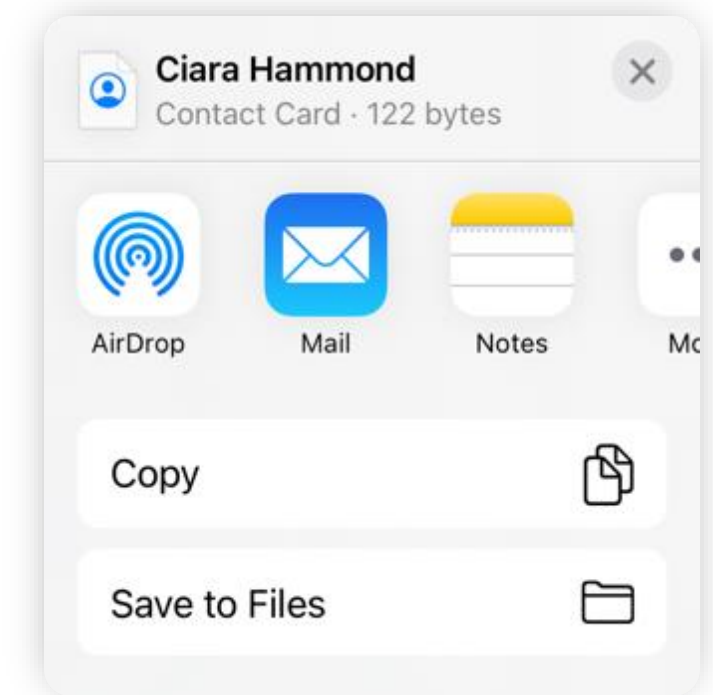 Ciara Hammond
Contact Card · 122 bytes
AirDrop Mail Notes
Copy
Save to Files